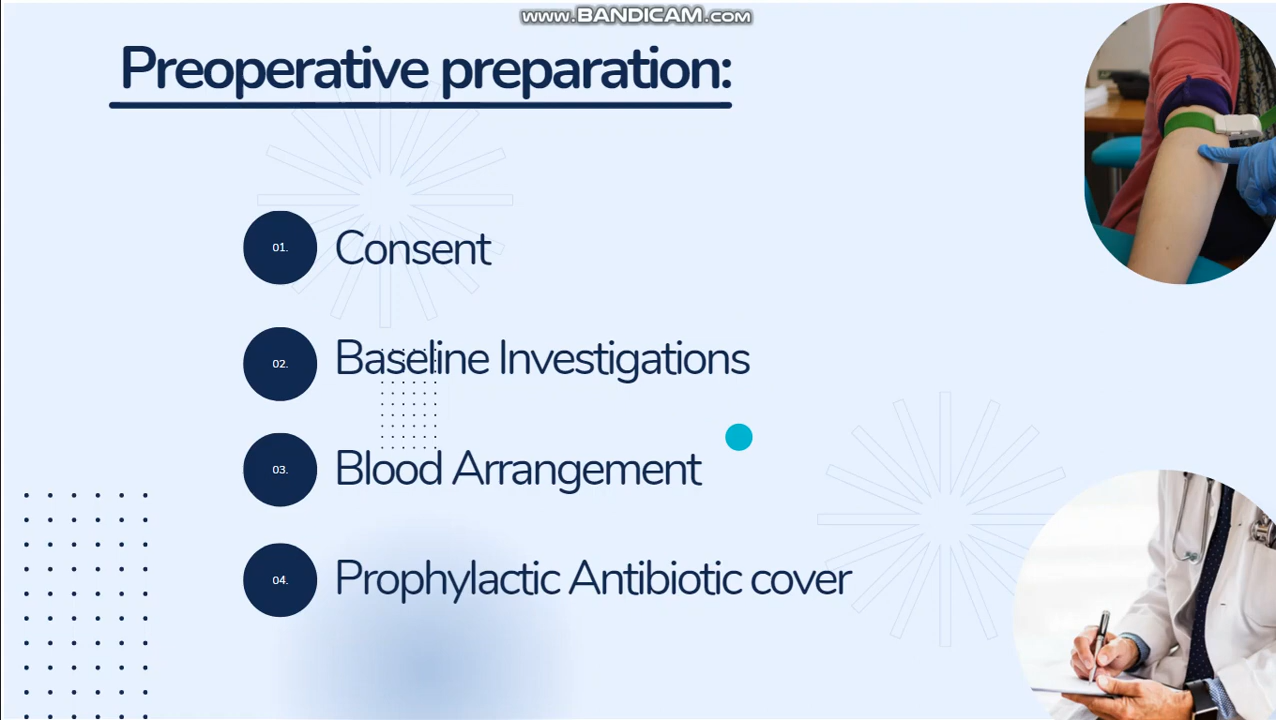 www.BANDICAM.com
Preoperative preparation:
01. Consent
02. Baseline Investigations
03. Blood Arrangement
04. Prophylactic Antibiotic cover